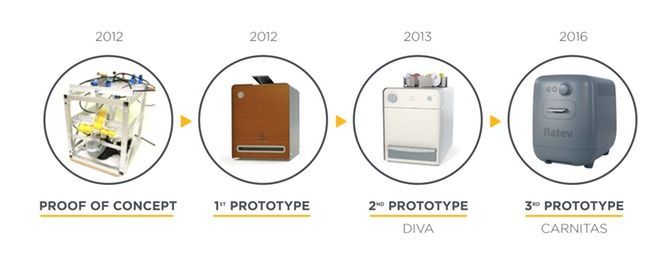 2012
2012
2013
2016
flatev
PROOF OF CONCEPT
1ST PROTOTYPE
2ND PROTOTYPE
3RD PROTOTYPE
DIVA
CARNITAS